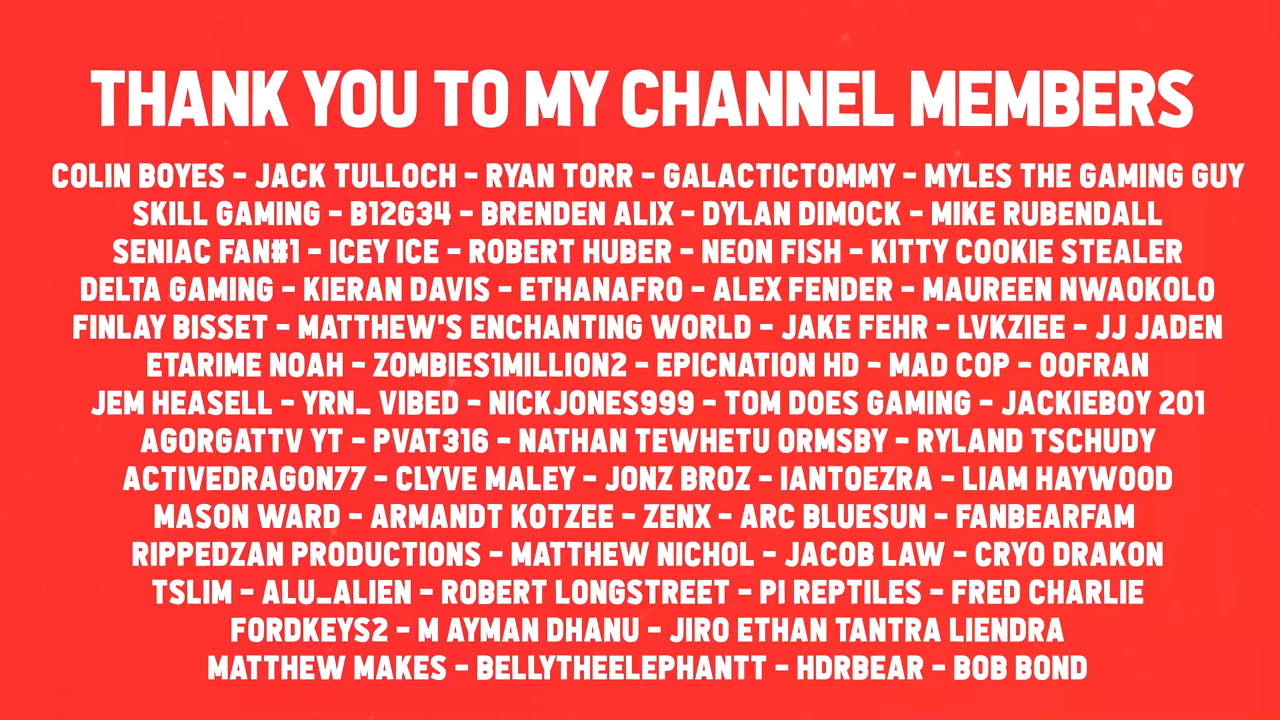 THANK YOU TO MY CHANNEL MEMBERS
COLIN BOYES - JACK TULLOCH - RYAN TORR - GALACTICTOMMY - MYLES THE GAMING GUY
SKILL GAMING - B12G34 - BRENDEN ALIX - DYLAN DIMOCK - MIKE RUBENDALL
SENIAC FAN#1 - ICEY ICE - ROBERT HUBER - NEON FISH - KITTY COOKIE STEALER
DELTA GAMING - KIERAN DAVIS - ETHANAFRO - ALEX FENDER - MAUREEN NWAOKOLO
FINLAY BISSET - MATTHEW'S ENCHANTING WORLD - JAKE FEHR - LVKZIEE - JJ JADEN
ETARIME NOAH - ZOMBIES1MILLION2 - EPICNATION HD - MAD COP - OOFRAN
JEM HEASELL - YRN_ VIBED - NICKJONES999 - TOM DOES GAMING - JACKIEBOY 201
AGORGATTV YT - PVAT316 - NATHAN TEWHETU ORMSBY - RYLAND TSCHUDY
ACTIVEDRAGON77 - CLYVE MALEY - JONZ BROZ - IANTOEZRA - LIAM HAYWOOD
MASON WARD - ARMANDT KOTZEE - ZENX - ARC BLUESUN - FANBEARFAM
RIPPEDZAN PRODUCTIONS - MATTHEW NICHOL - JACOB LAW - CRYO DRAKON
TSLIM - ALU_ALIEN - ROBERT LONGSTREET - PI REPTILES - FRED CHARLIE
FORDKEYS2 - M AYMAN DHANU - JIRO ETHAN TANTRA LIENDRA
MATTHEW MAKES - BELLYTHEELEPHANTT - HDRBEAR - BOB BOND